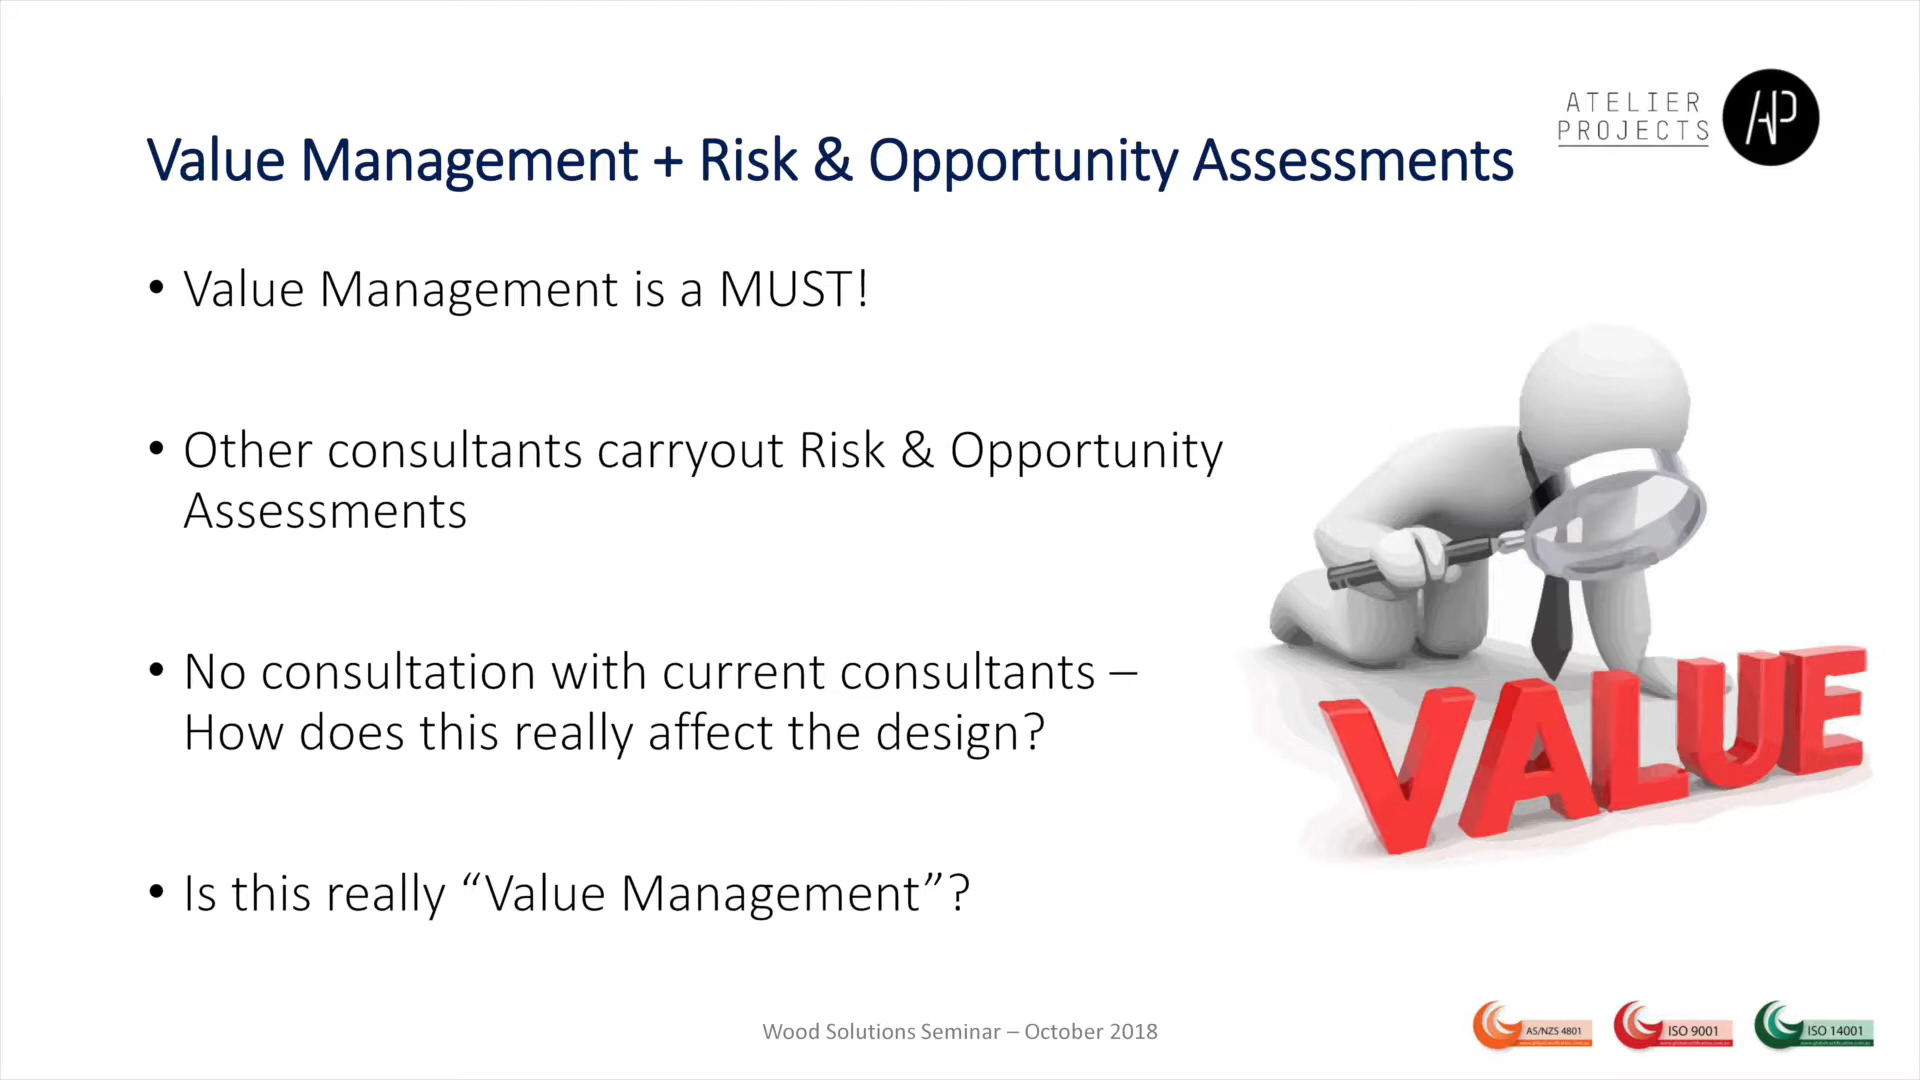 ATELIER
PROJECTS
AP
Value Management + Risk & Opportunity Assessments
• Value Management is a MUST!
• Other consultants carryout Risk & Opportunity
Assessments
• No consultation with current consultants –
How does this really affect the design?
• Is this really “Value Management”?
VALUE
Wood Solutions Seminar – October 2018
AS/NZS 4801
ISO 9001
ISO 14001